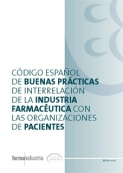 CÓDIGO ESPAÑOL
DE BUENAS PRÁCTICAS
DE INTERRELACIÓN
DE LA INDUSTRIA
FARMACÉUTICA CON
LAS ORGANIZACIONES
DE PACIENTES
farmaindustria